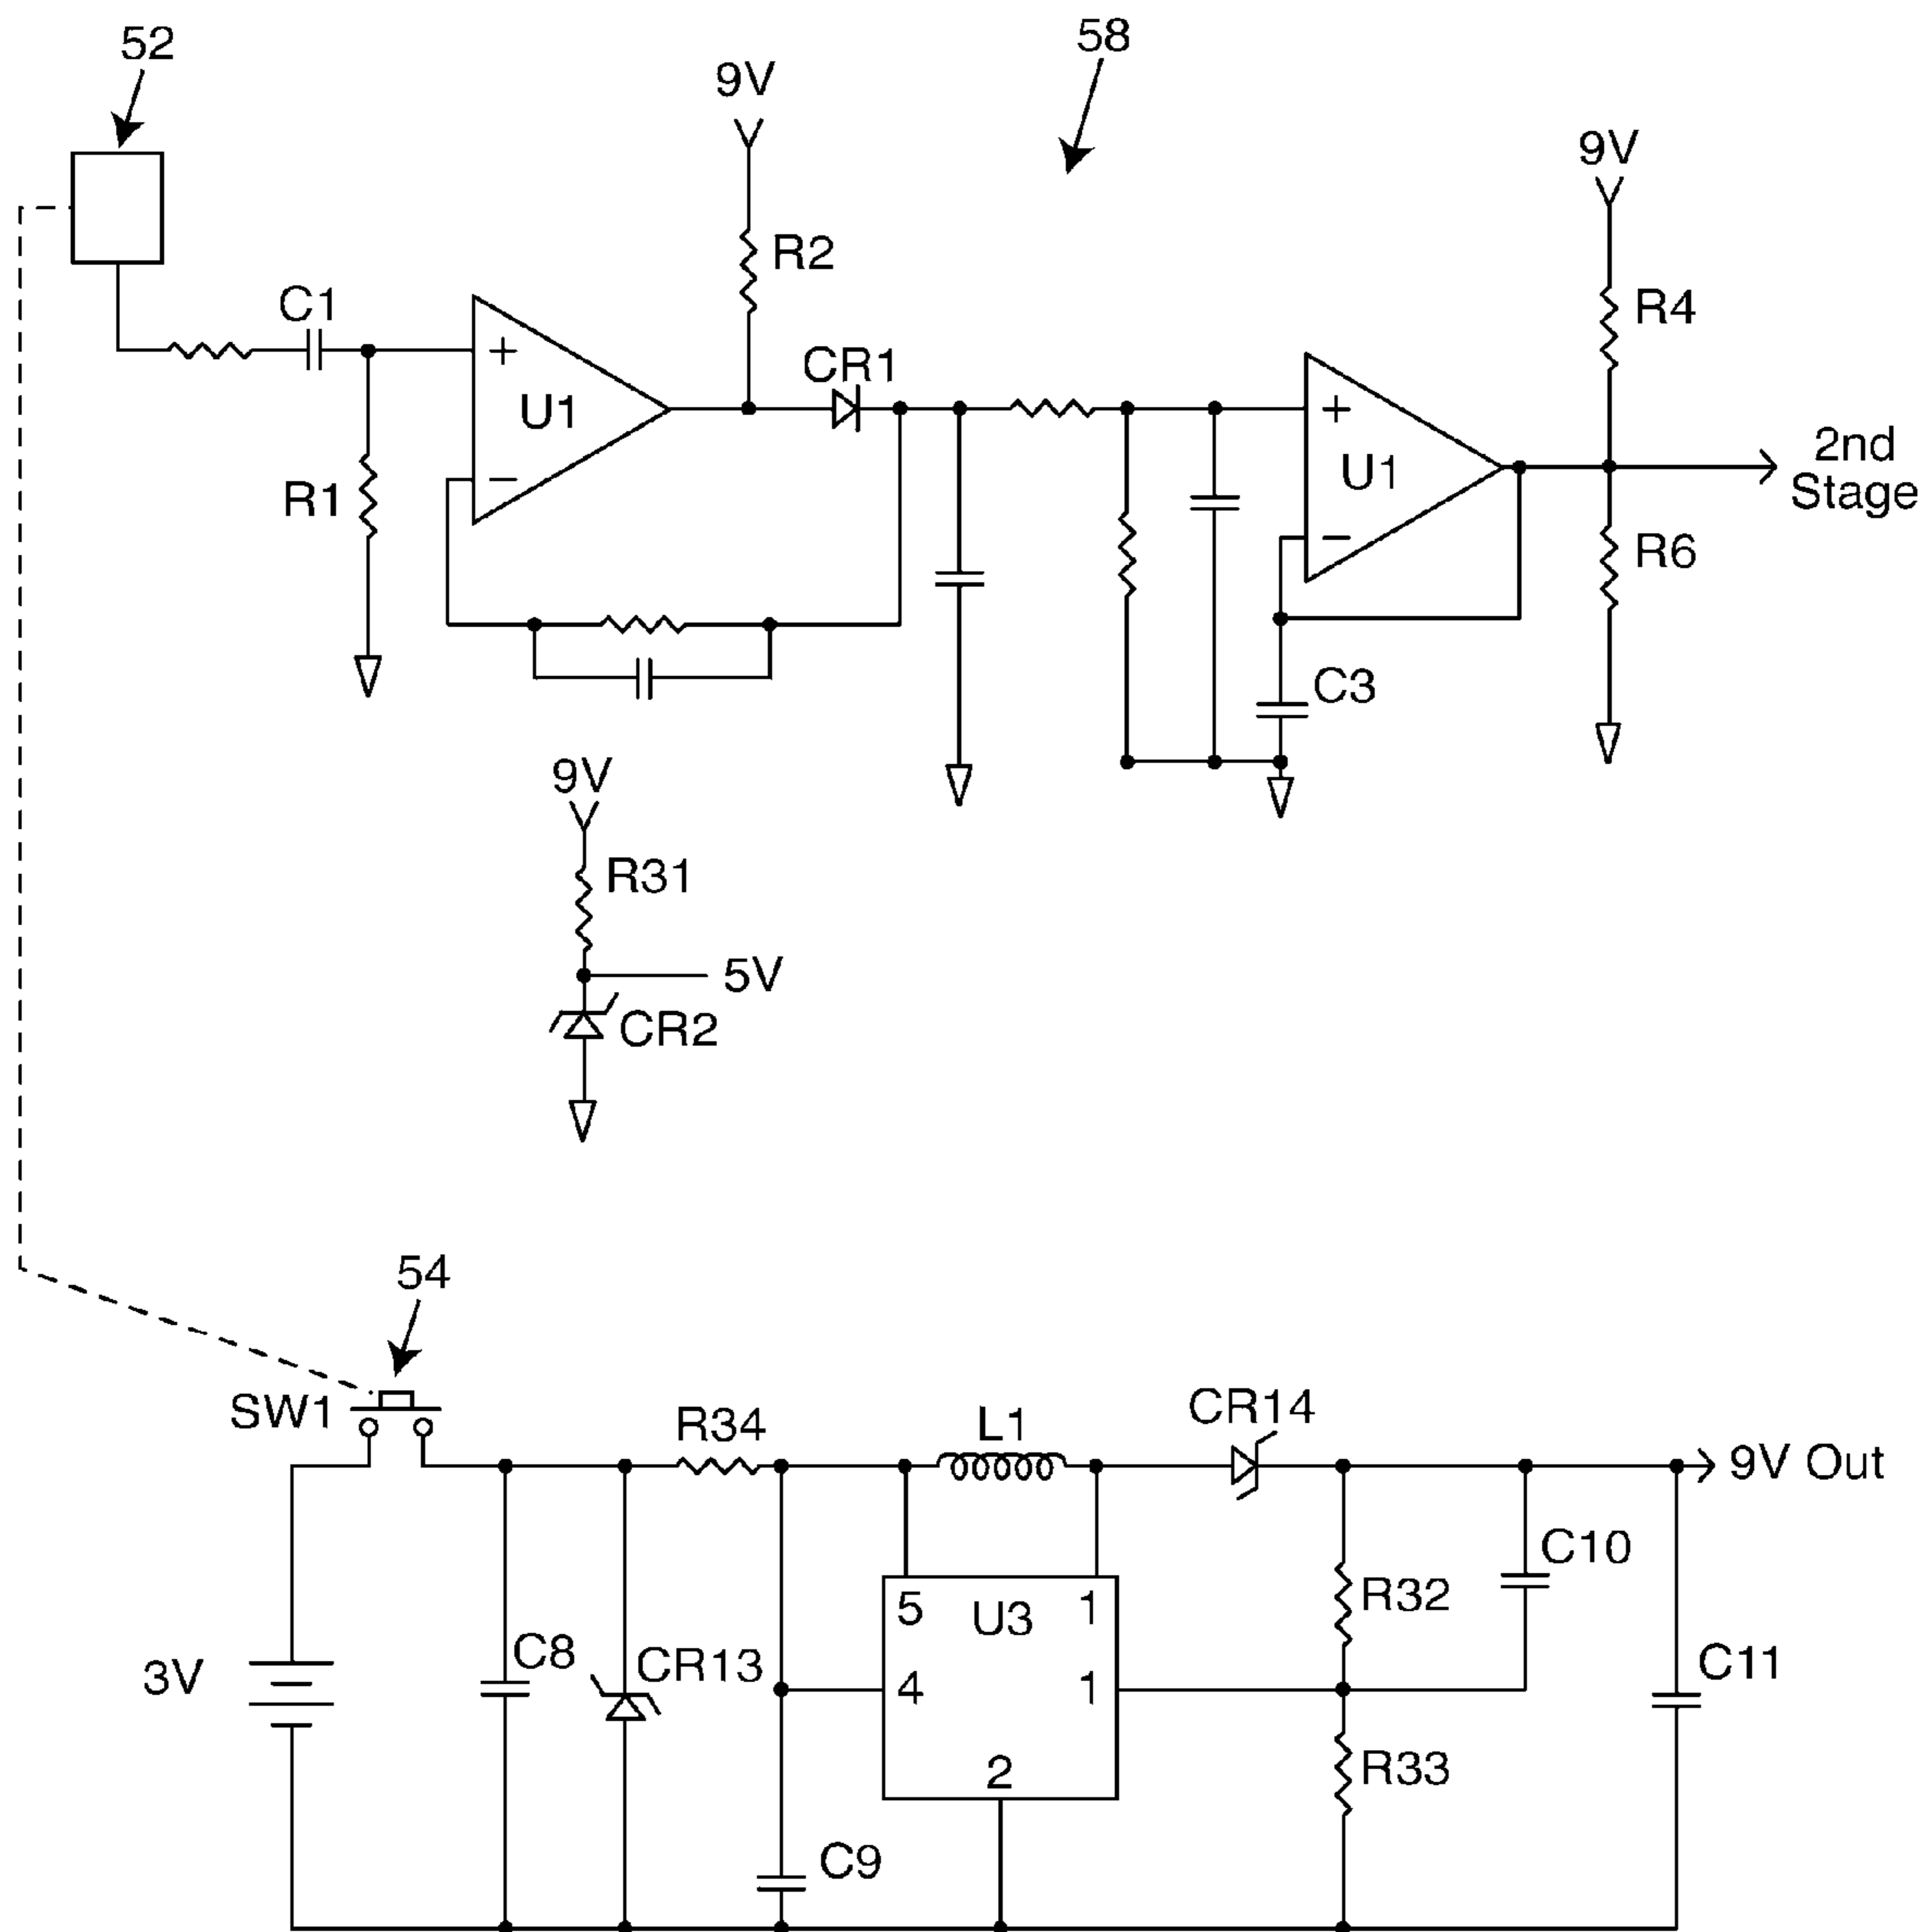 52
58
9V
9V
R2
R4
C1
+
U1
−
CR1
+
U1
−
2nd
Stage
R1
R6
C3
9V
R31
5V
CR2
54
SW1
R34
L1
CR14
9V Out
C10
5
U3
1
R32
3V
C8
CR13
4
1
C11
2
R33
C9